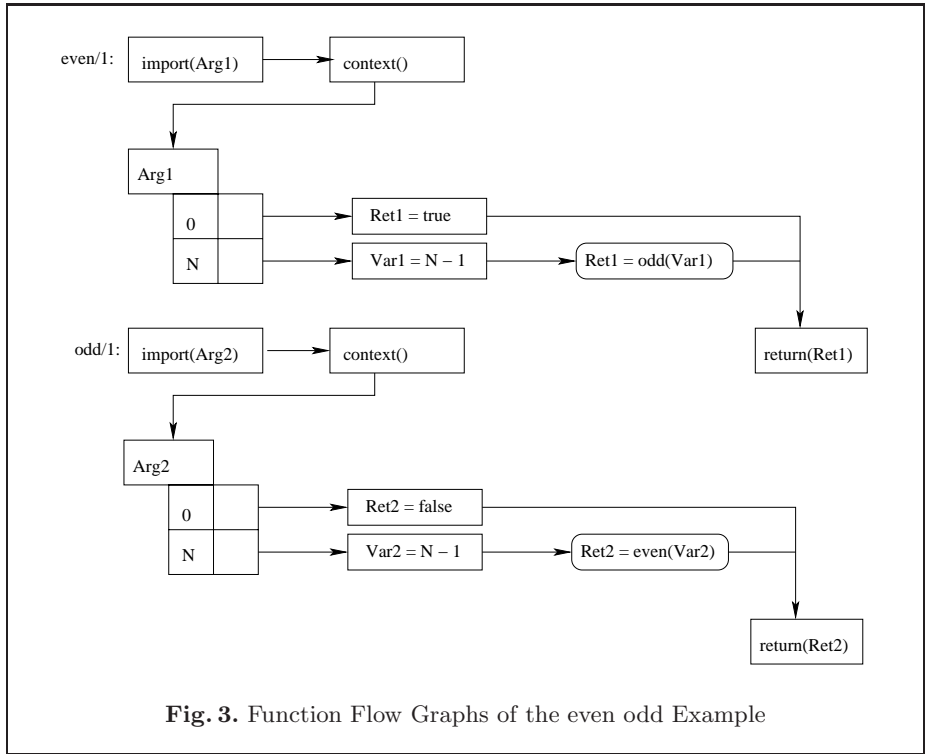 even/1: import(Arg1) context()
Arg1
0 Ret1 = true
N Var1 = N − 1 Ret1 = odd(Var1)
return(Ret1)
odd/1: import(Arg2) context()
Arg2
0 Ret2 = false
N Var2 = N − 1 Ret2 = even(Var2)
return(Ret2)
Fig. 3. Function Flow Graphs of the even odd Example